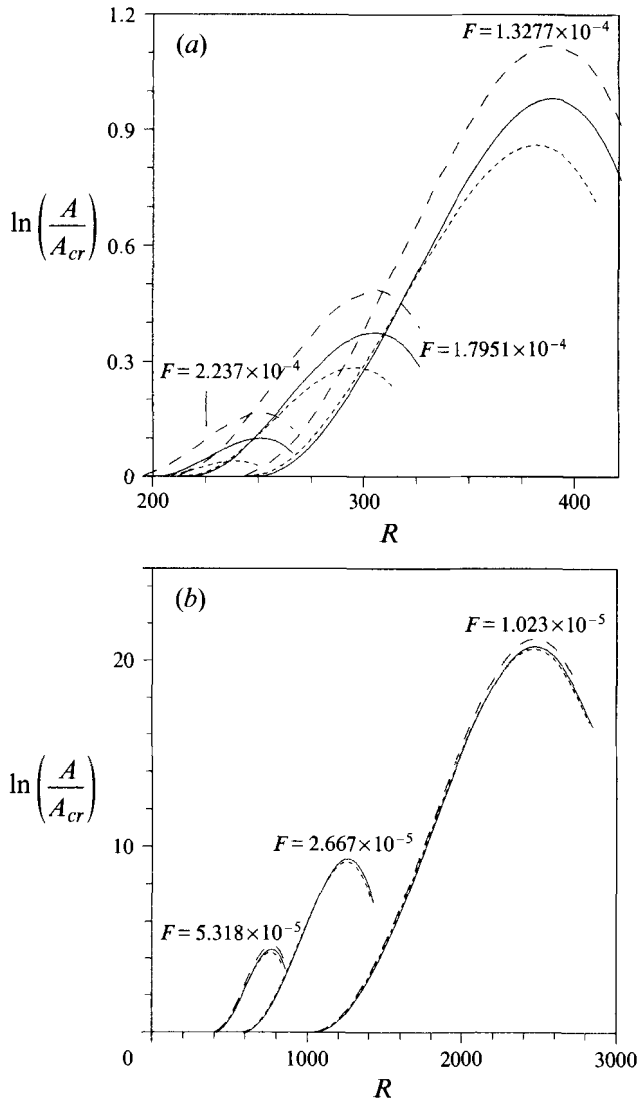 (a)
F = 1.3277×10⁻⁴
F = 1.7951×10⁻⁴
F = 2.237×10⁻⁴
ln(A/A_cr)
1.2
0.9
0.6
0.3
0
200
300
400
R
(b)
F = 1.023×10⁻⁵
F = 2.667×10⁻⁵
F = 5.318×10⁻⁵
ln(A/A_cr)
20
10
0
1000
2000
3000
R